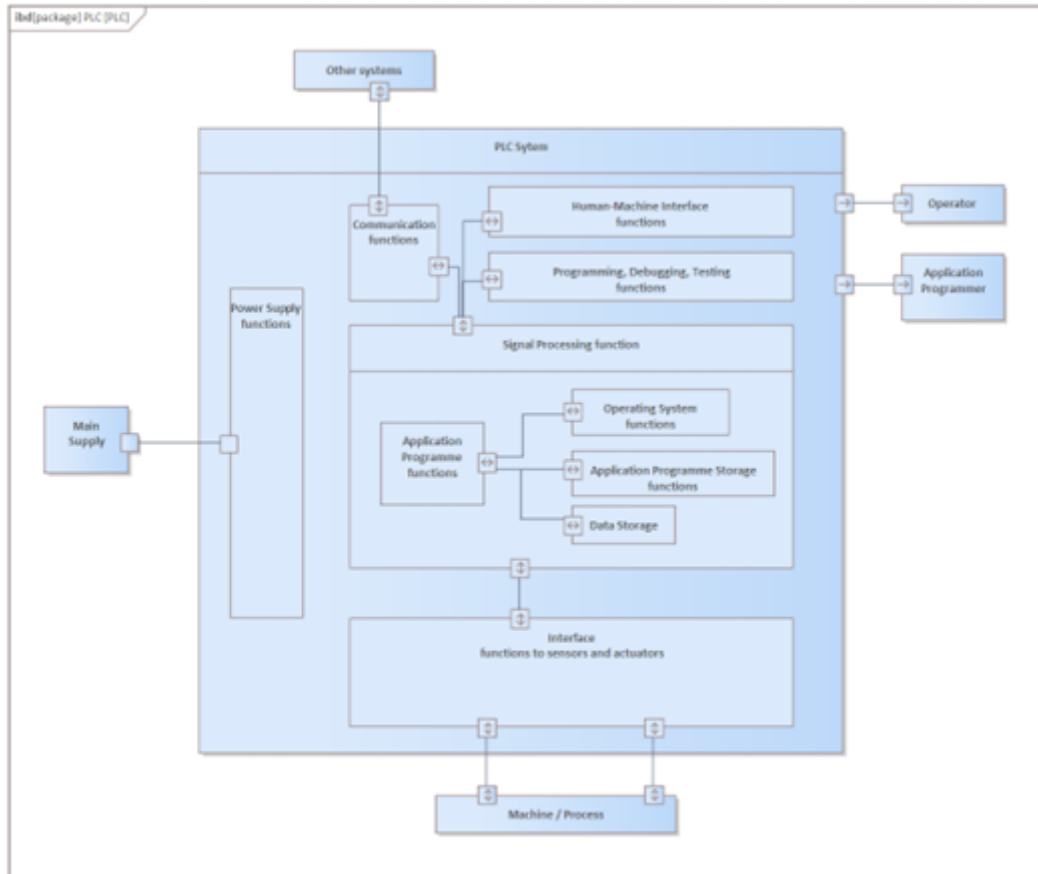 ibd[package] PLC [PLC]
Other systems
PLC Sytem
Human-Machine Interface
functions
Operator
Communication
functions
Programming, Debugging, Testing
functions
Application
Programmer
Power Supply
functions
Signal Processing function
Main
Supply
Application
Programme
functions
Operating System
functions
Application Programme Storage
functions
Data Storage
Interface
functions to sensors and actuators
Machine / Process